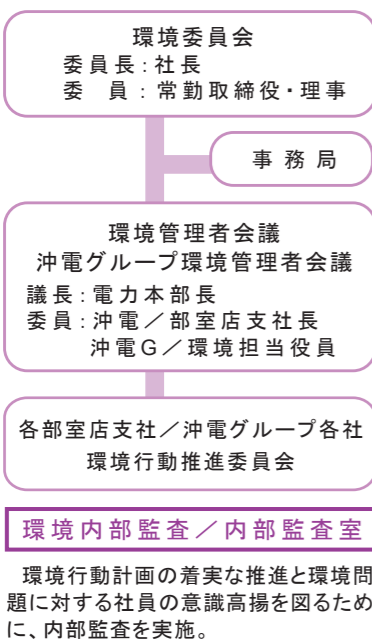 環境委員会
委員長：社長
委　員：常勤取締役・理事
事務局
環境管理者会議
沖電グループ環境管理者会議
議長：電力本部長
委員：沖電／部室店支社長
沖電G／環境担当役員
各部室店支社／沖電グループ各社
環境行動推進委員会
環境内部監査／内部監査室
環境行動計画の着実な推進と環境問
題に対する社員の意識高揚を図るため
に、内部監査を実施。